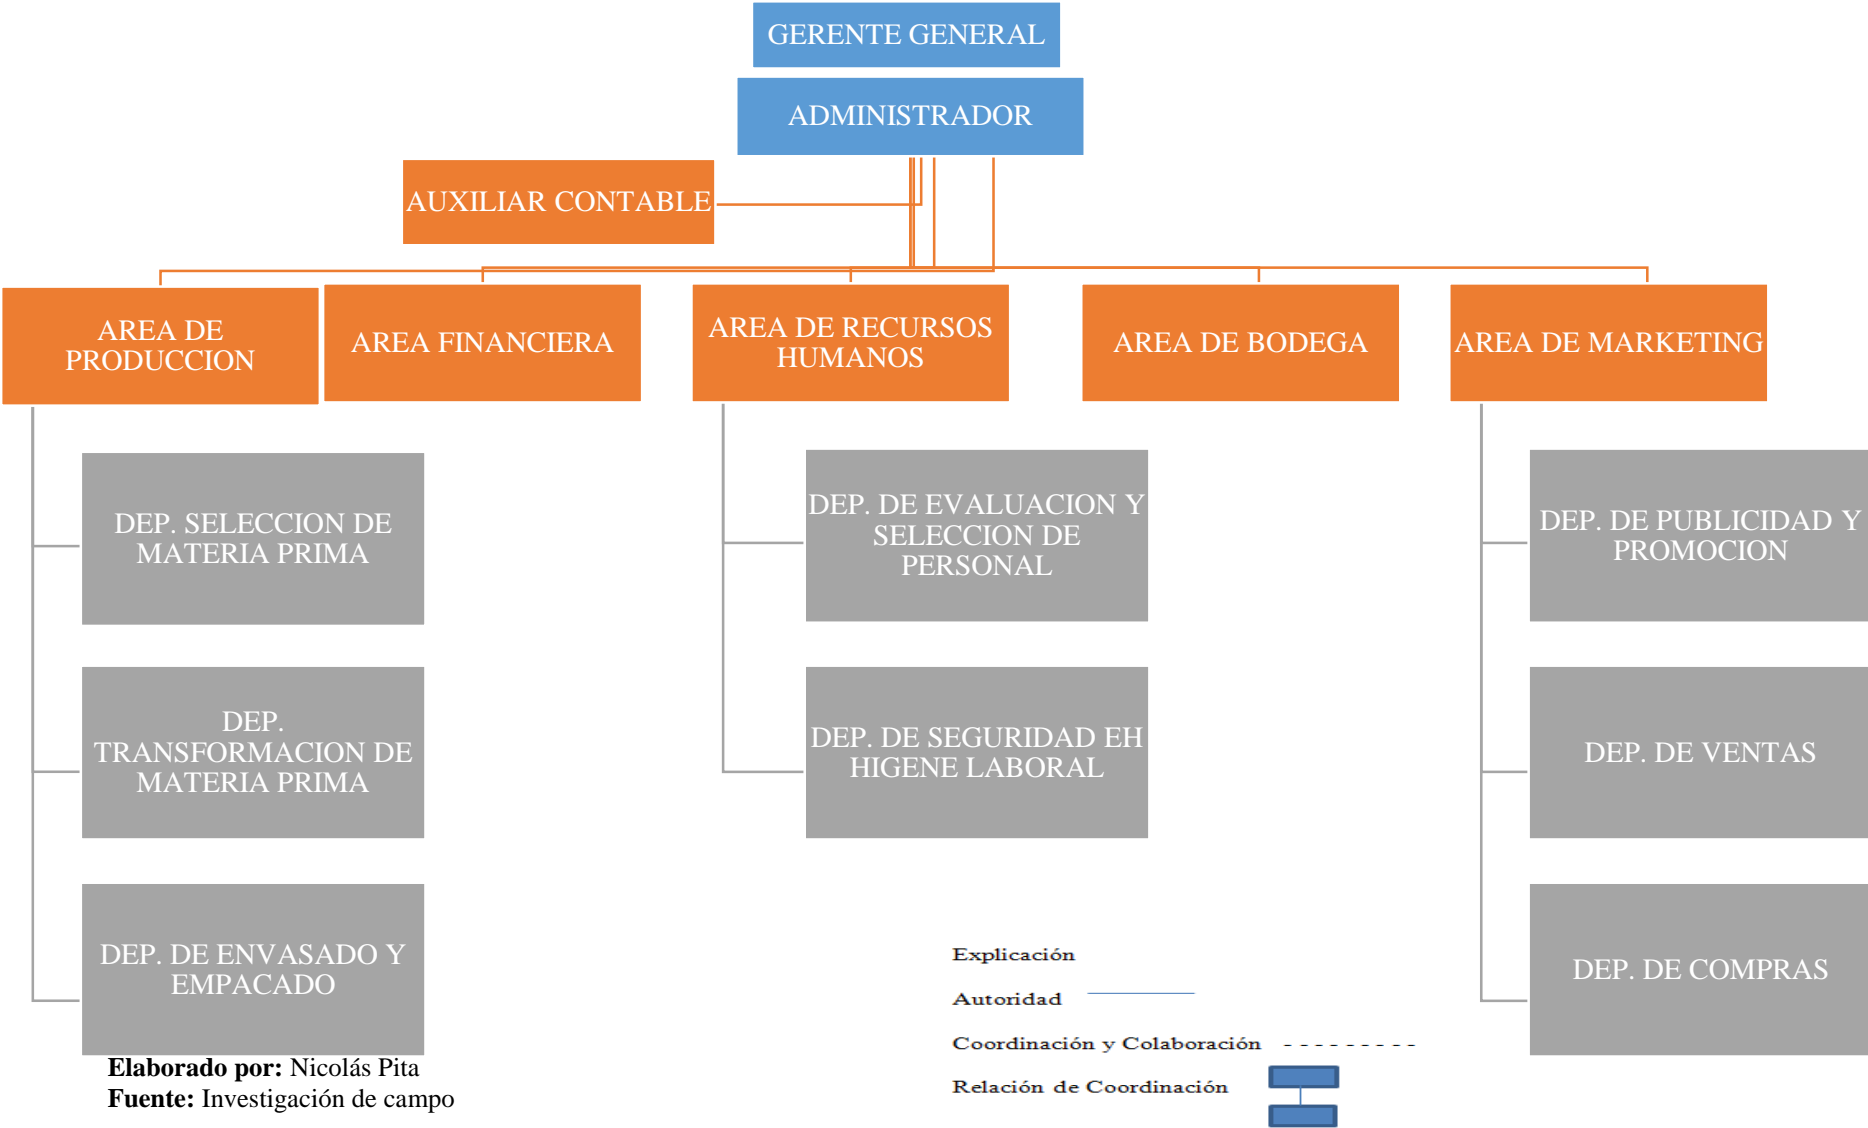 GERENTE GENERAL
ADMINISTRADOR
AUXILIAR CONTABLE
AREA DE
PRODUCCION
AREA FINANCIERA
AREA DE RECURSOS
HUMANOS
AREA DE BODEGA
AREA DE MARKETING
DEP. SELECCION DE
MATERIA PRIMA
DEP.
TRANSFORMACION DE
MATERIA PRIMA
DEP. DE ENVASADO Y
EMPACADO
DEP. DE EVALUACION Y
SELECCION DE
PERSONAL
DEP. DE SEGURIDAD EH
HIGENE LABORAL
DEP. DE PUBLICIDAD Y
PROMOCION
DEP. DE VENTAS
DEP. DE COMPRAS
Explicación
Autoridad
Coordinación y Colaboración
Relación de Coordinación
Elaborado por: Nicolás Pita
Fuente: Investigación de campo